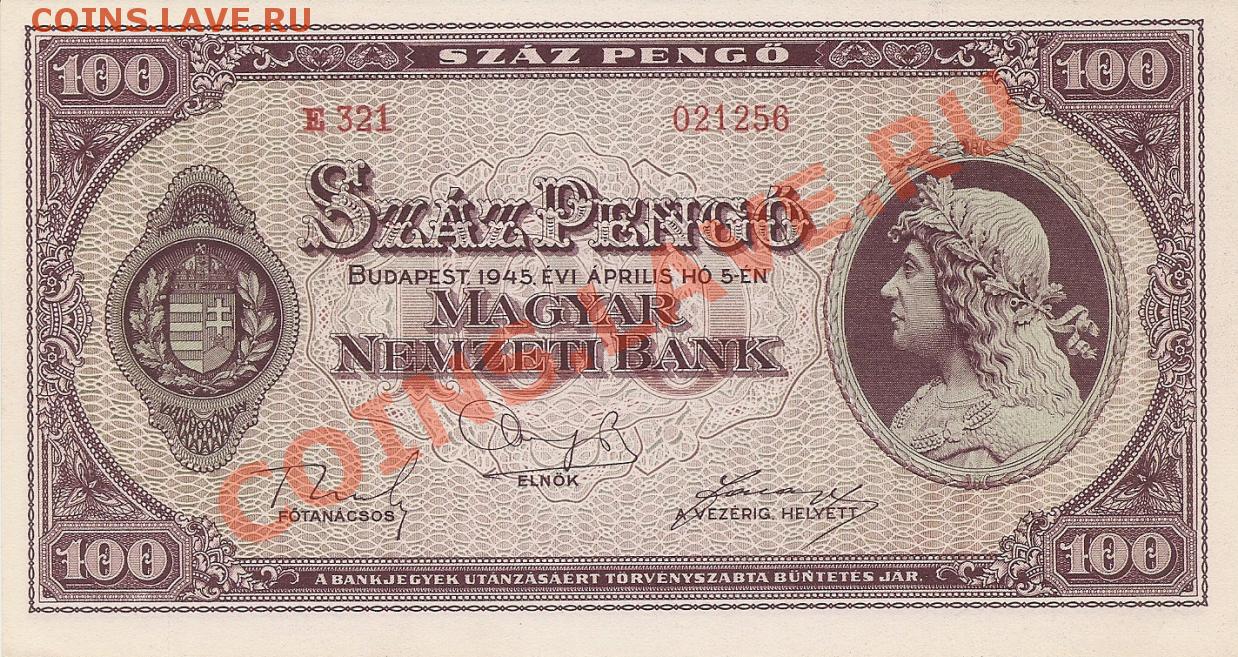 COINS.LAVE.RU
100 SZÁZ PENGŐ 100
E 321 021256
SZÁZ PENGŐ
BUDAPEST, 1945. ÉVI ÁPRILIS HÓ 5-ÉN
MAGYAR
NEMZETI BANK
COINS.LAVE.RU
ELNÖK
FŐTANÁCSOS A VEZÉRIG. HELYETT
100 100
A BANKJEGYEK UTÁNZÁSÁÉRT TÖRVÉNYSZABTA BÜNTETÉS JÁR.